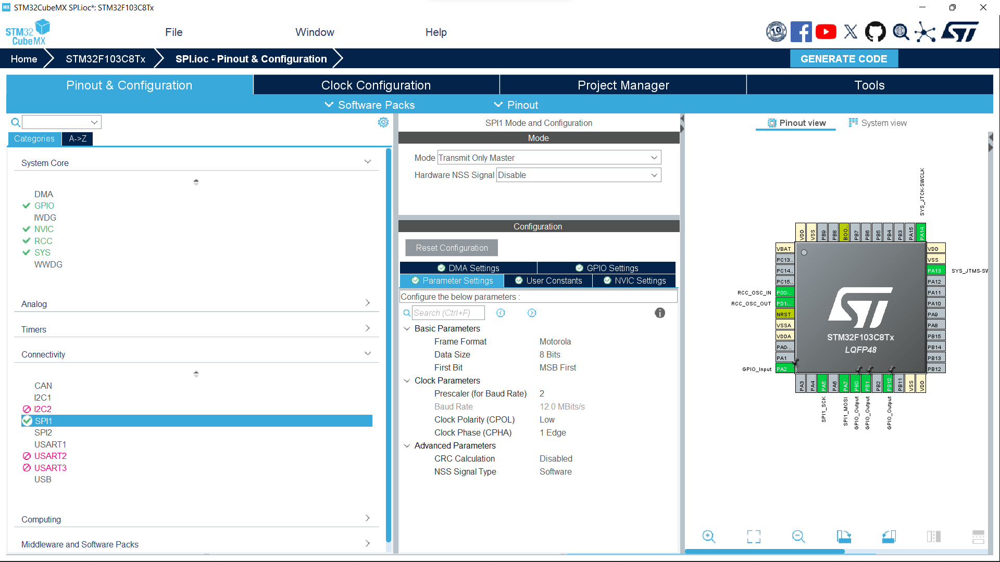 MX STM32CubeMX SPI.ioc*: STM32F103C8Tx
STM32
CubeMX
File
Window
Help
10
Home
STM32F103C8Tx
SPI.ioc - Pinout & Configuration
GENERATE CODE
Pinout & Configuration
Clock Configuration
Project Manager
Tools
Software Packs
Pinout
Categories
A->Z
System Core
DMA
GPIO
IWDG
NVIC
RCC
SYS
WWDG
Analog
Timers
Connectivity
CAN
I2C1
I2C2
SPI1
SPI2
USART1
USART2
USART3
USB
Computing
Middleware and Software Packs
SPI1 Mode and Configuration
Mode
Mode Transmit Only Master
Hardware NSS Signal Disable
Configuration
Reset Configuration
DMA Settings
GPIO Settings
Parameter Settings
User Constants
NVIC Settings
Configure the below parameters :
Search (Ctrl+F)
Basic Parameters
Frame Format Motorola
Data Size 8 Bits
First Bit MSB First
Clock Parameters
Prescaler (for Baud Rate) 2
Baud Rate 12.0 MBits/s
Clock Polarity (CPOL) Low
Clock Phase (CPHA) 1 Edge
Advanced Parameters
CRC Calculation Disabled
NSS Signal Type Software
Pinout view
System view
SYS_JTCK-SWCLK
VDD
VSS
PB9
PB8
BOO..
PB7
PB6
PB5
PB4
PB3
PA15
PA14
VBAT
PC13..
PC14..
PC15..
RCC_OSC_IN PD0-..
RCC_OSC_OUT PD1-..
NRST
VSSA
VDDA
PA0-..
PA1
GPIO_Input PA2
VDD
VSS
PA13 SYS_JTMS-SW
PA12
PA11
PA10
PA9
PA8
PB15
PB14
PB13
PB12
STM32F103C8Tx
LQFP48
PA3
PA4
PA5
PA6
PA7
PB0
PB1
PB2
PB10
PB11
VSS
VDD
SPI1_SCK
SPI1_MOSI
GPIO_Output
GPIO_Output
GPIO_Output